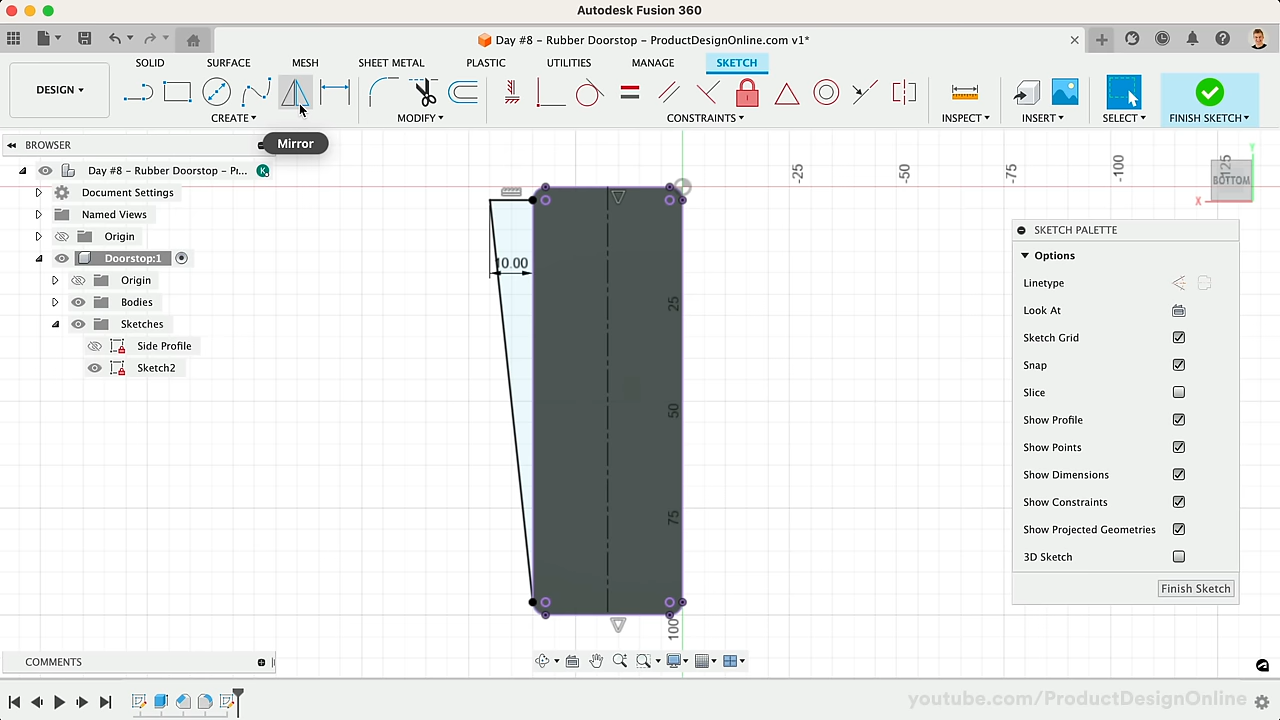 Autodesk Fusion 360
Day #8 – Rubber Doorstop – ProductDesignOnline.com v1*
SOLID SURFACE MESH SHEET METAL PLASTIC UTILITIES MANAGE SKETCH
DESIGN
CREATE MODIFY CONSTRAINTS INSPECT INSERT SELECT FINISH SKETCH
Mirror
BROWSER
Day #8 – Rubber Doorstop – Pr...
K
Document Settings
Named Views
Origin
Doorstop:1
Origin
Bodies
Sketches
Side Profile
Sketch2
-25
-50
-75
-100
-125
BOTTOM
X
10.00
25
50
75
100
SKETCH PALETTE
Options
Linetype
Look At
Sketch Grid
Snap
Slice
Show Profile
Show Points
Show Dimensions
Show Constraints
Show Projected Geometries
3D Sketch
Finish Sketch
COMMENTS
youtube.com/ProductDesignOnline